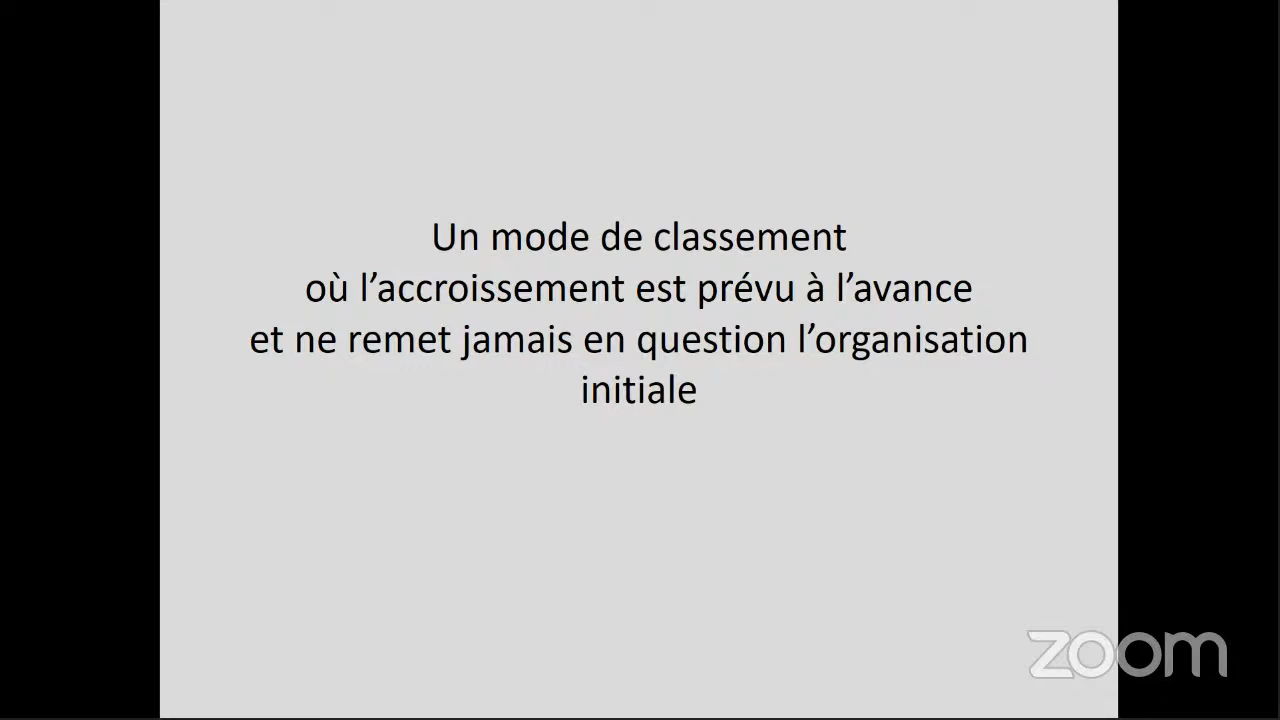 Un mode de classement
où l’accroissement est prévu à l’avance
et ne remet jamais en question l’organisation
initiale
zoom